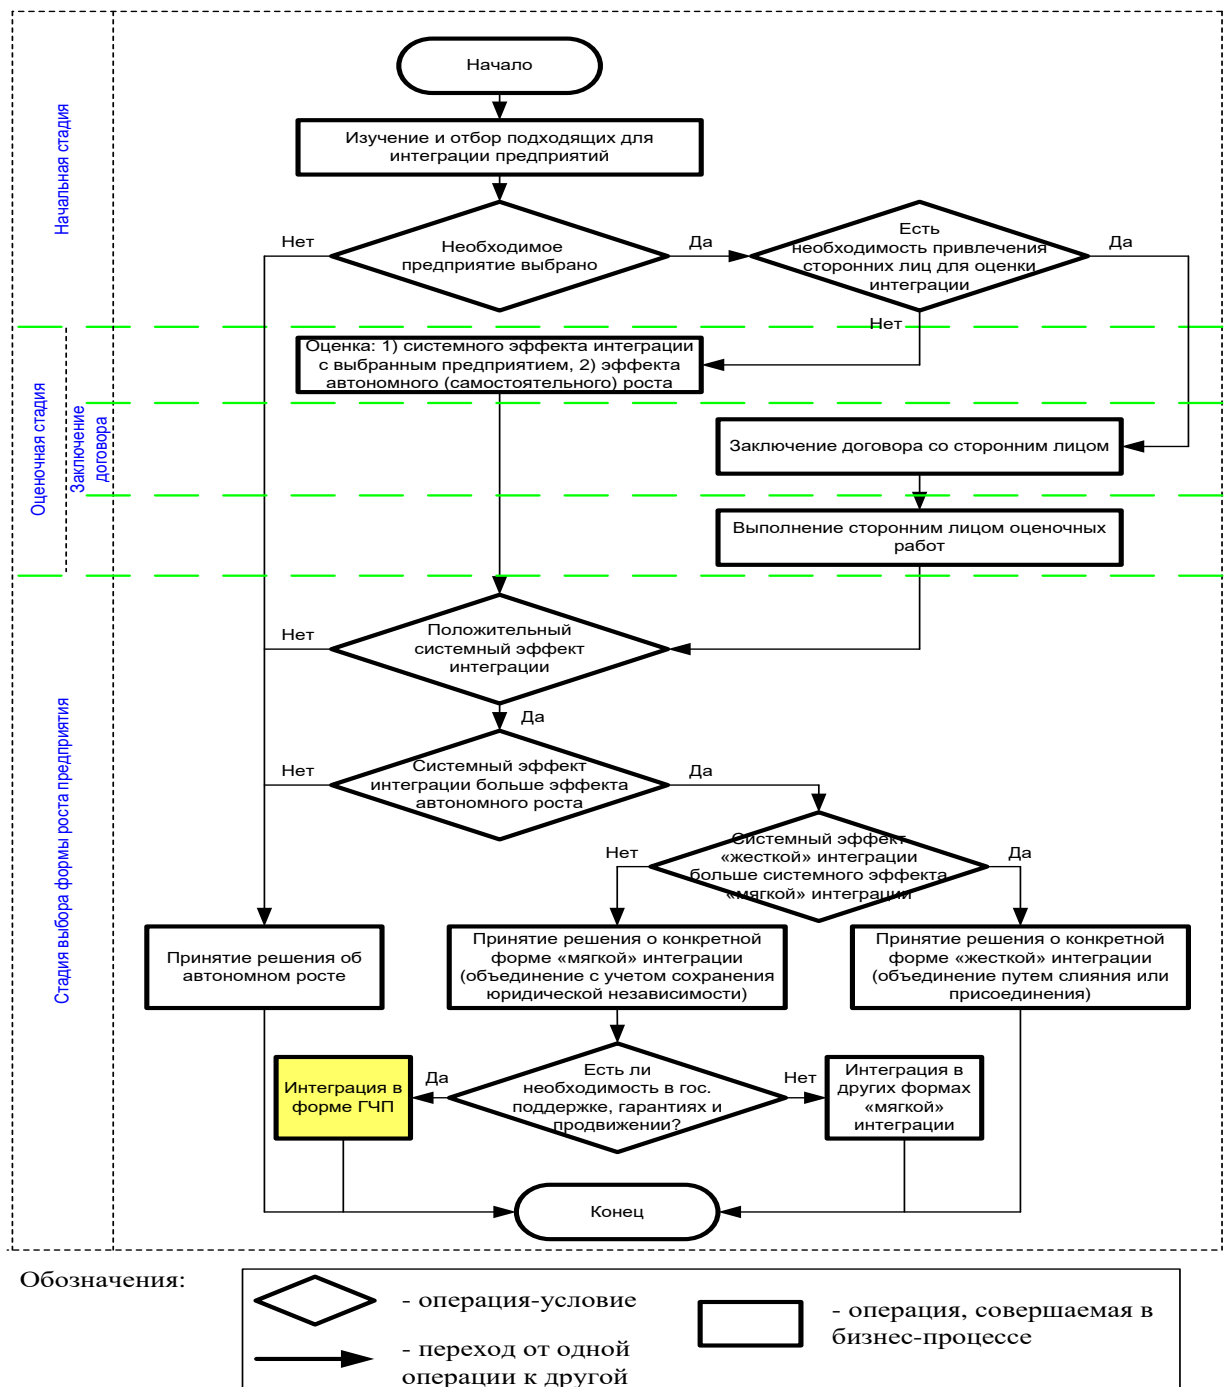 Начальная стадия
Начало
Изучение и отбор подходящих для
интеграции предприятий
Нет
Необходимое
предприятие выбрано
Да
Есть
необходимость привлечения
сторонних лиц для оценки
интеграции
Да
Нет
Оценочная стадия
Заключение
договора
Оценка: 1) системного эффекта интеграции
с выбранным предприятием, 2) эффекта
автономного (самостоятельного) роста
Заключение договора со сторонним лицом
Выполнение сторонним лицом оценочных
работ
Стадия выбора формы роста предприятия
Нет
Положительный
системный эффект
интеграции
Да
Нет
Системный эффект
интеграции больше эффекта
автономного роста
Да
Нет
Системный эффект
«жесткой» интеграции
больше системного эффекта
«мягкой» интеграции
Да
Принятие решения об
автономном росте
Принятие решения о конкретной
форме «мягкой» интеграции
(объединение с учетом сохранения
юридической независимости)
Принятие решения о конкретной
форме «жесткой» интеграции
(объединение путем слияния или
присоединения)
Интеграция в
форме ГЧП
Да
Есть ли
необходимость в гос.
поддержке, гарантиях и
продвижении?
Нет
Интеграция в
других формах
«мягкой»
интеграции
Конец
Обозначения:
- операция-условие
- операция, совершаемая в
бизнес-процессе
- переход от одной
операции к другой